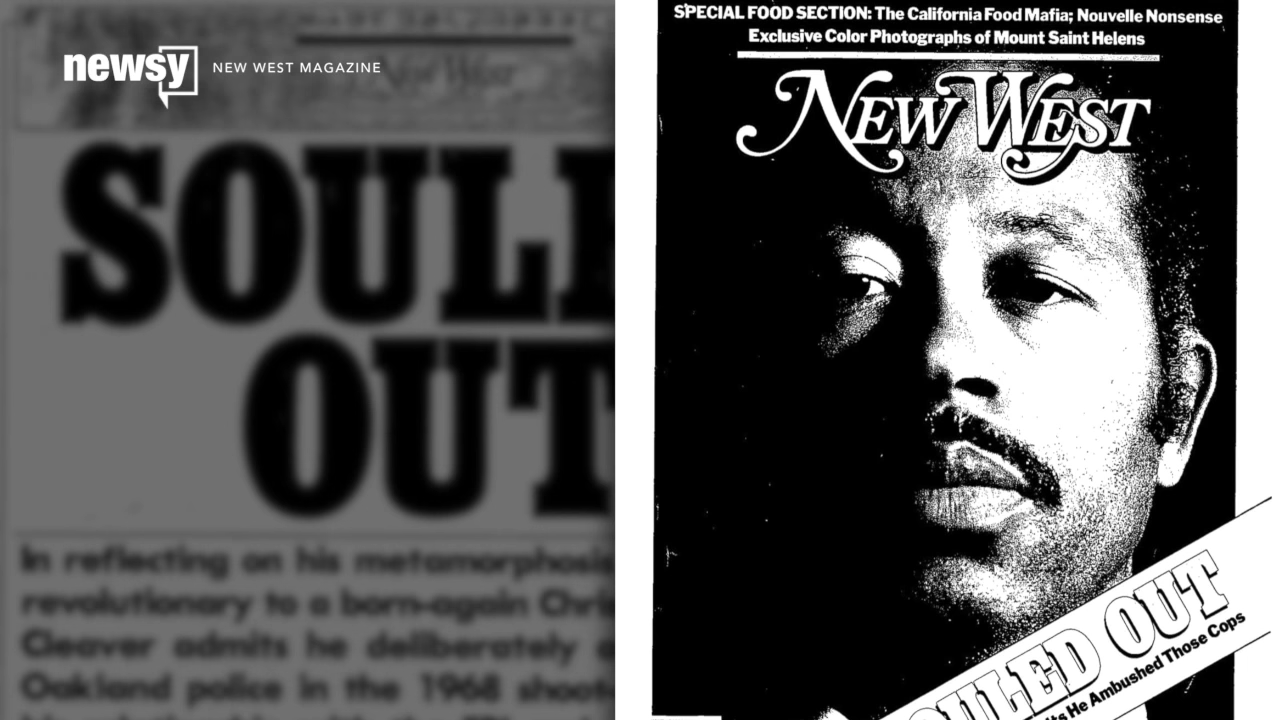 newsy NEW WEST MAGAZINE
SOUL
OUT
In reflecting on his metamorphosis
revolutionary to a born-again
Cleaver admits he deliberately
Oakland police in the 1968 shoot-
SPECIAL FOOD SECTION: The California Food Mafia; Nouvelle Nonsense
Exclusive Color Photographs of Mount Saint Helens
NEW WEST
OULED OUT
He Ambushed Those Cops